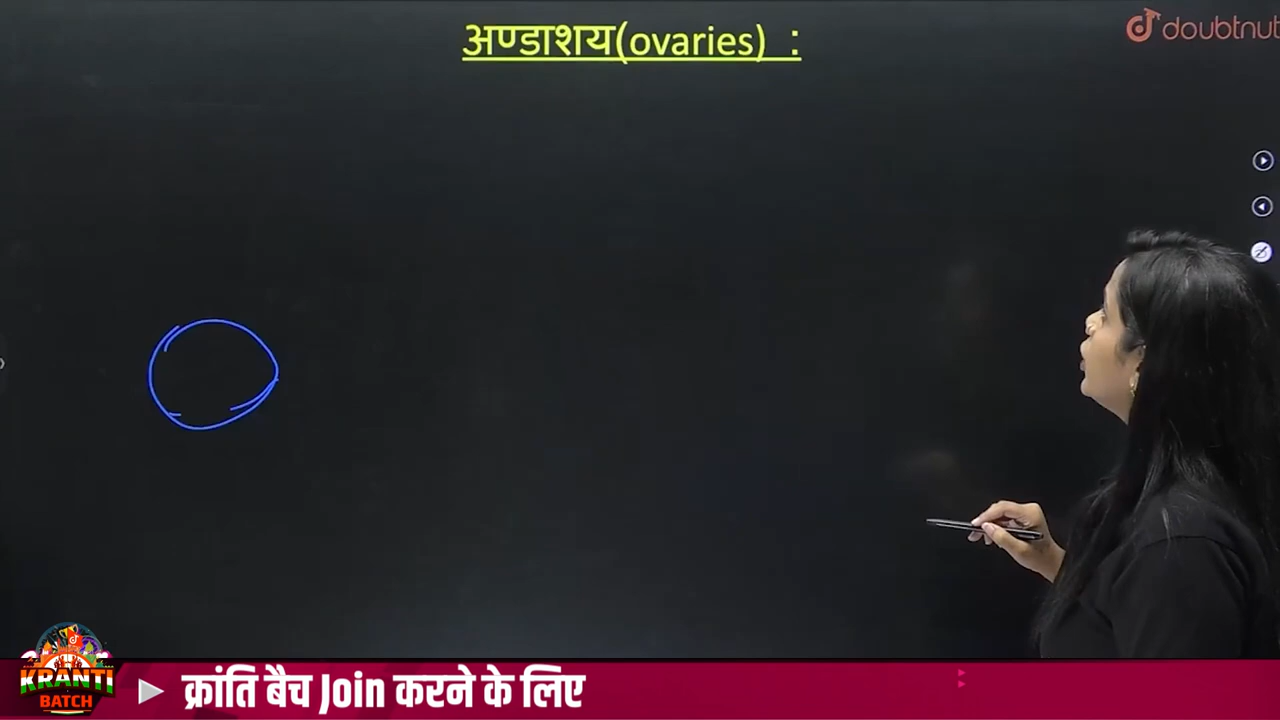 अण्डाशय(ovaries) :
doubtnut
KRANTI
BATCH
क्रांति बैच Join करने के लिए